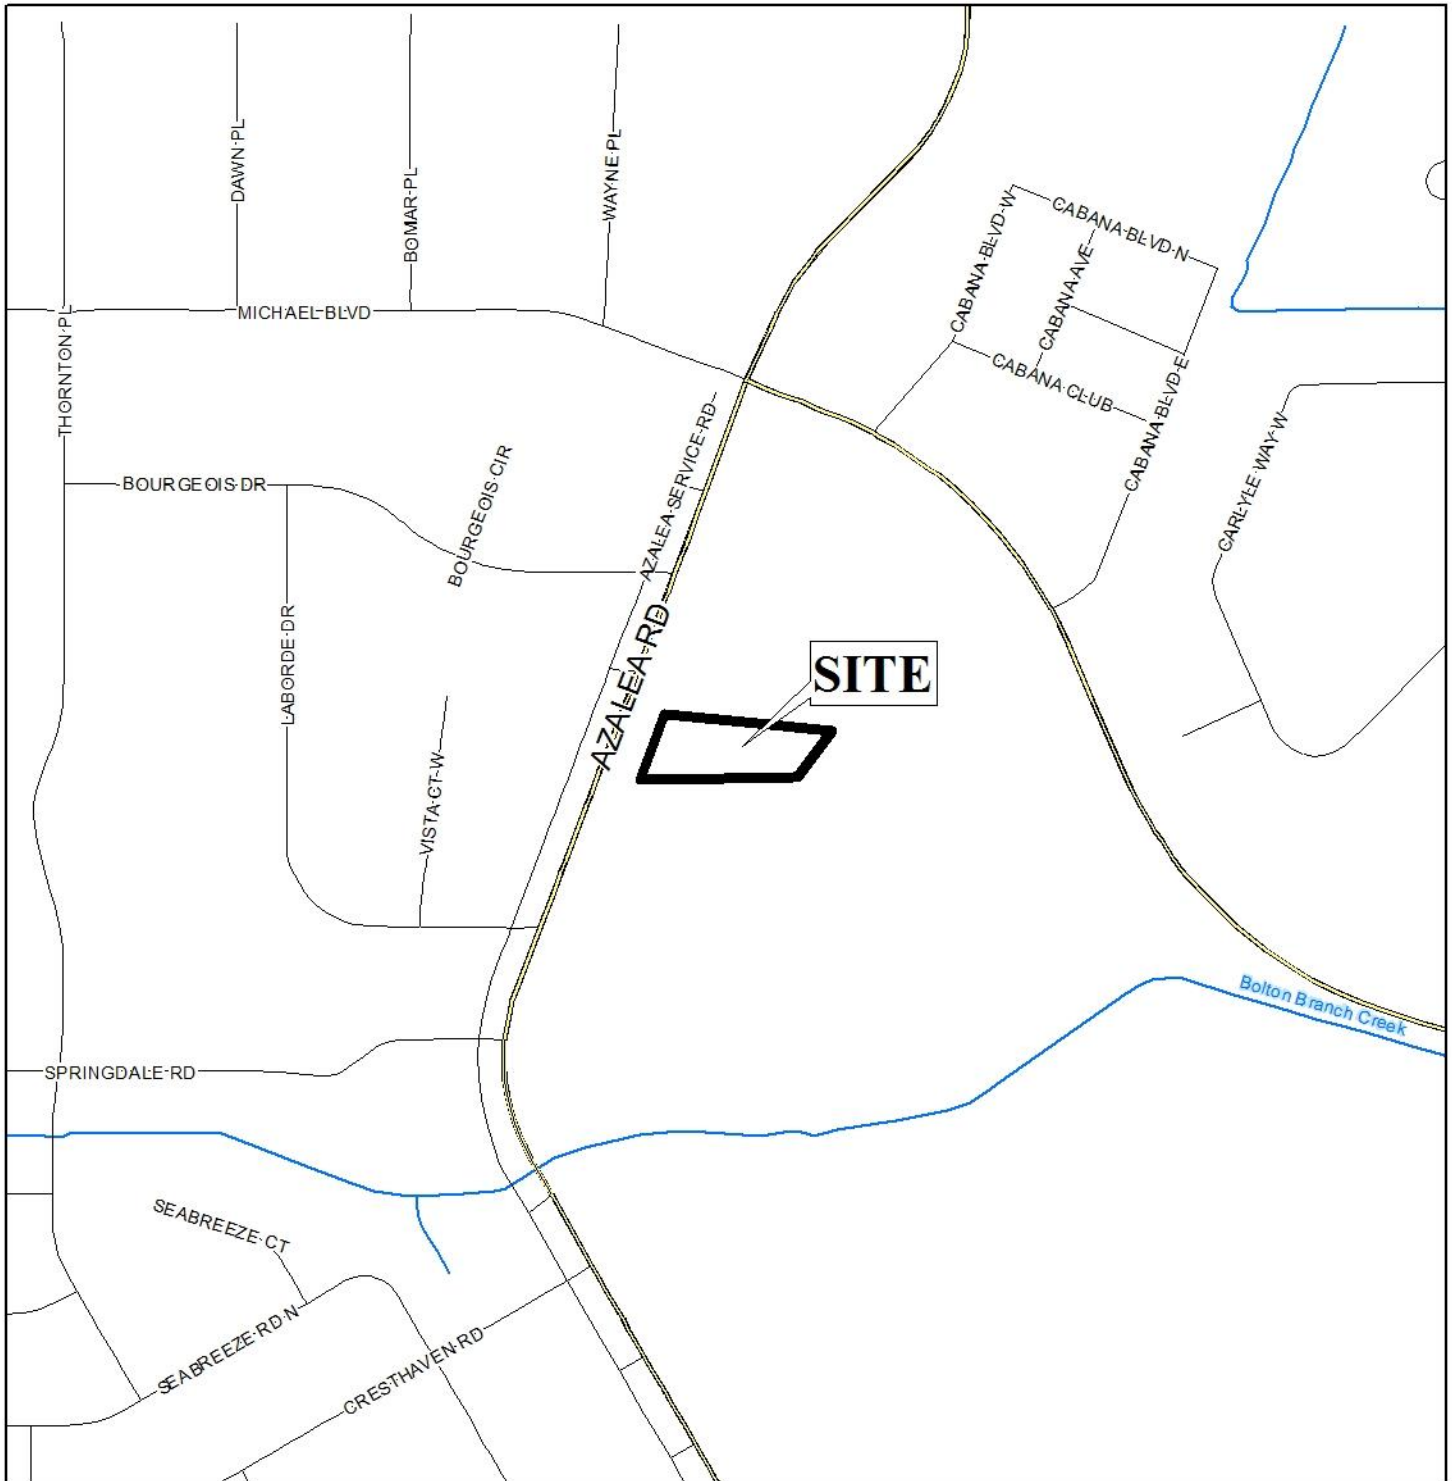 DAWN PL
BOMAR PL
WAYNE PL
CABANA BLVD W
CABANA BLVD N
CABANA AVE
MICHAEL BLVD
THORNTON PL
CABANA CLUB
CABANA BLVD E
AZALEA SERVICE RD
CARLYLE WAY W
BOURGEOIS DR
BOURGEOIS CIR
LABORDE DR
AZALEA RD
SITE
VISTA CT W
Bolton Branch Creek
SPRINGDALE RD
SEABREEZE CT
SEABREEZE RD N
CRESTHAVEN RD